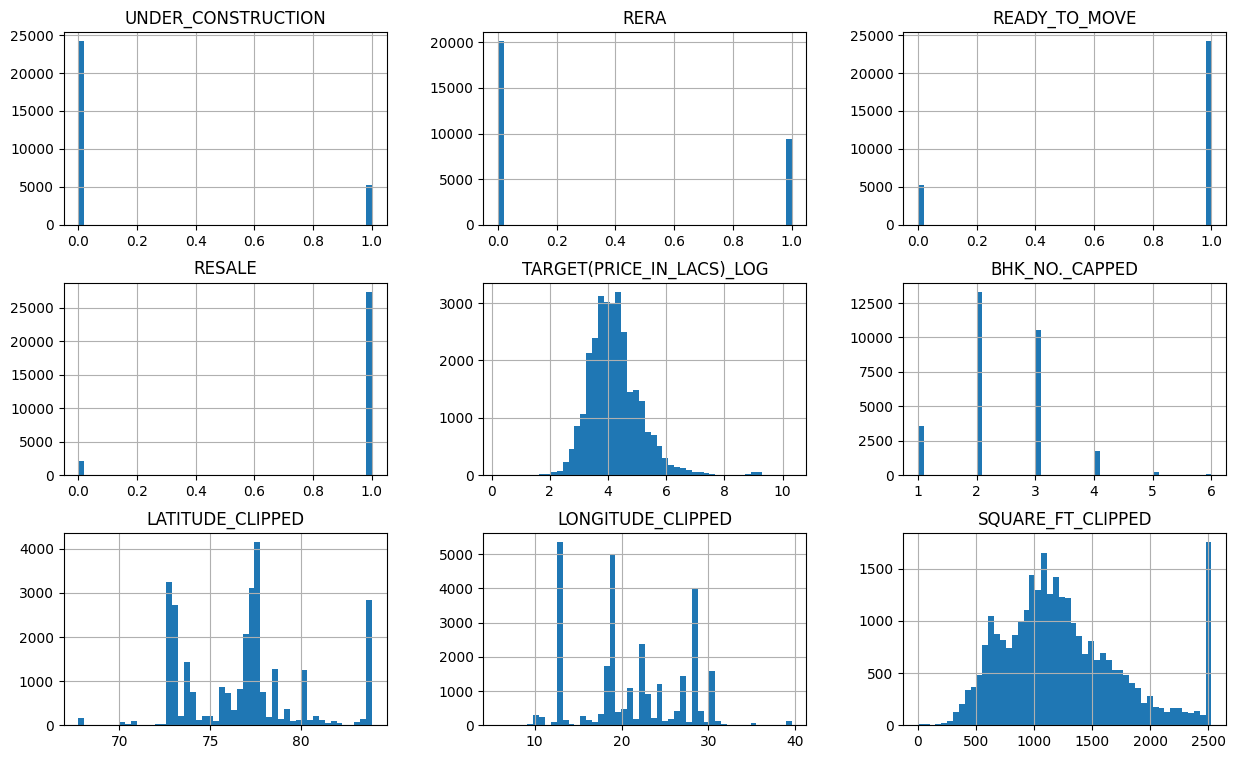 UNDER_CONSTRUCTION RERA READY_TO_MOVE
25000 20000 25000
20000 15000 20000
15000 10000 15000
10000 5000 10000
5000 0 5000
0 0
0.0 0.2 0.4 0.6 0.8 1.0 0.0 0.2 0.4 0.6 0.8 1.0 0.0 0.2 0.4 0.6 0.8 1.0
RESALE TARGET(PRICE_IN_LACS)_LOG BHK_NO._CAPPED
25000 3000 12500
20000 2000 10000
15000 1000 7500
10000 0 5000
5000 2500
0 0
0.0 0.2 0.4 0.6 0.8 1.0 0 2 4 6 8 10 1 2 3 4 5 6
LATITUDE_CLIPPED LONGITUDE_CLIPPED SQUARE_FT_CLIPPED
4000 5000 1500
3000 4000 1000
2000 3000 500
1000 2000 0
0 1000
0
70 75 80 10 20 30 40 0 500 1000 1500 2000 2500